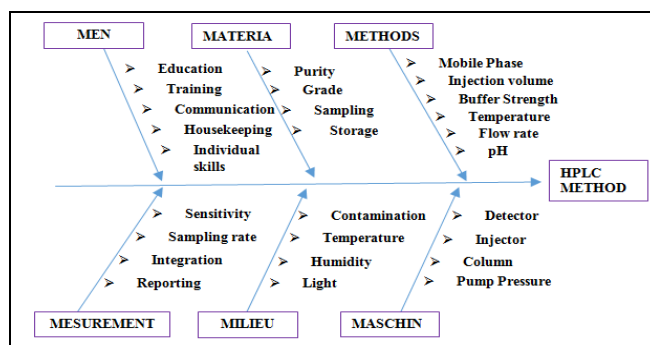 MEN
MATERIA
METHODS
➢ Education
➢ Training
➢ Communication
➢ Housekeeping
➢ Individual
skills
➢ Purity
➢ Grade
➢ Sampling
➢ Storage
➢ Mobile Phase
➢ Injection volume
➢ Buffer Strength
➢ Temperature
➢ Flow rate
➢ pH
HPLC
METHOD
➢ Sensitivity
➢ Sampling rate
➢ Integration
➢ Reporting
➢ Contamination
➢ Temperature
➢ Humidity
➢ Light
➢ Detector
➢ Injector
➢ Column
➢ Pump Pressure
MESUREMENT
MILIEU
MASCHIN